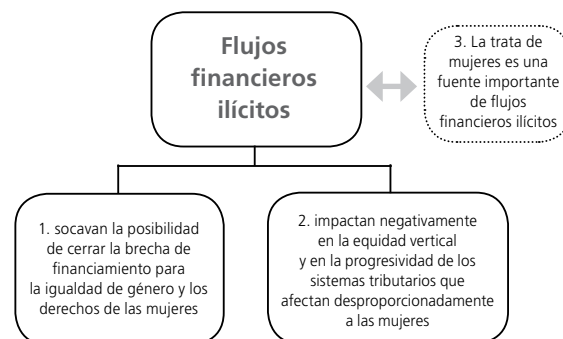 Flujos
financieros
ilícitos
3. La trata de
mujeres es una
fuente importante
de flujos
financieros ilícitos
1. socavan la posibilidad
de cerrar la brecha de
financiamiento para
la igualdad de género y los
derechos de las mujeres
2. impactan negativamente
en la equidad vertical
y en la progresividad de los
sistemas tributarios que
afectan desproporcionadamente
a las mujeres